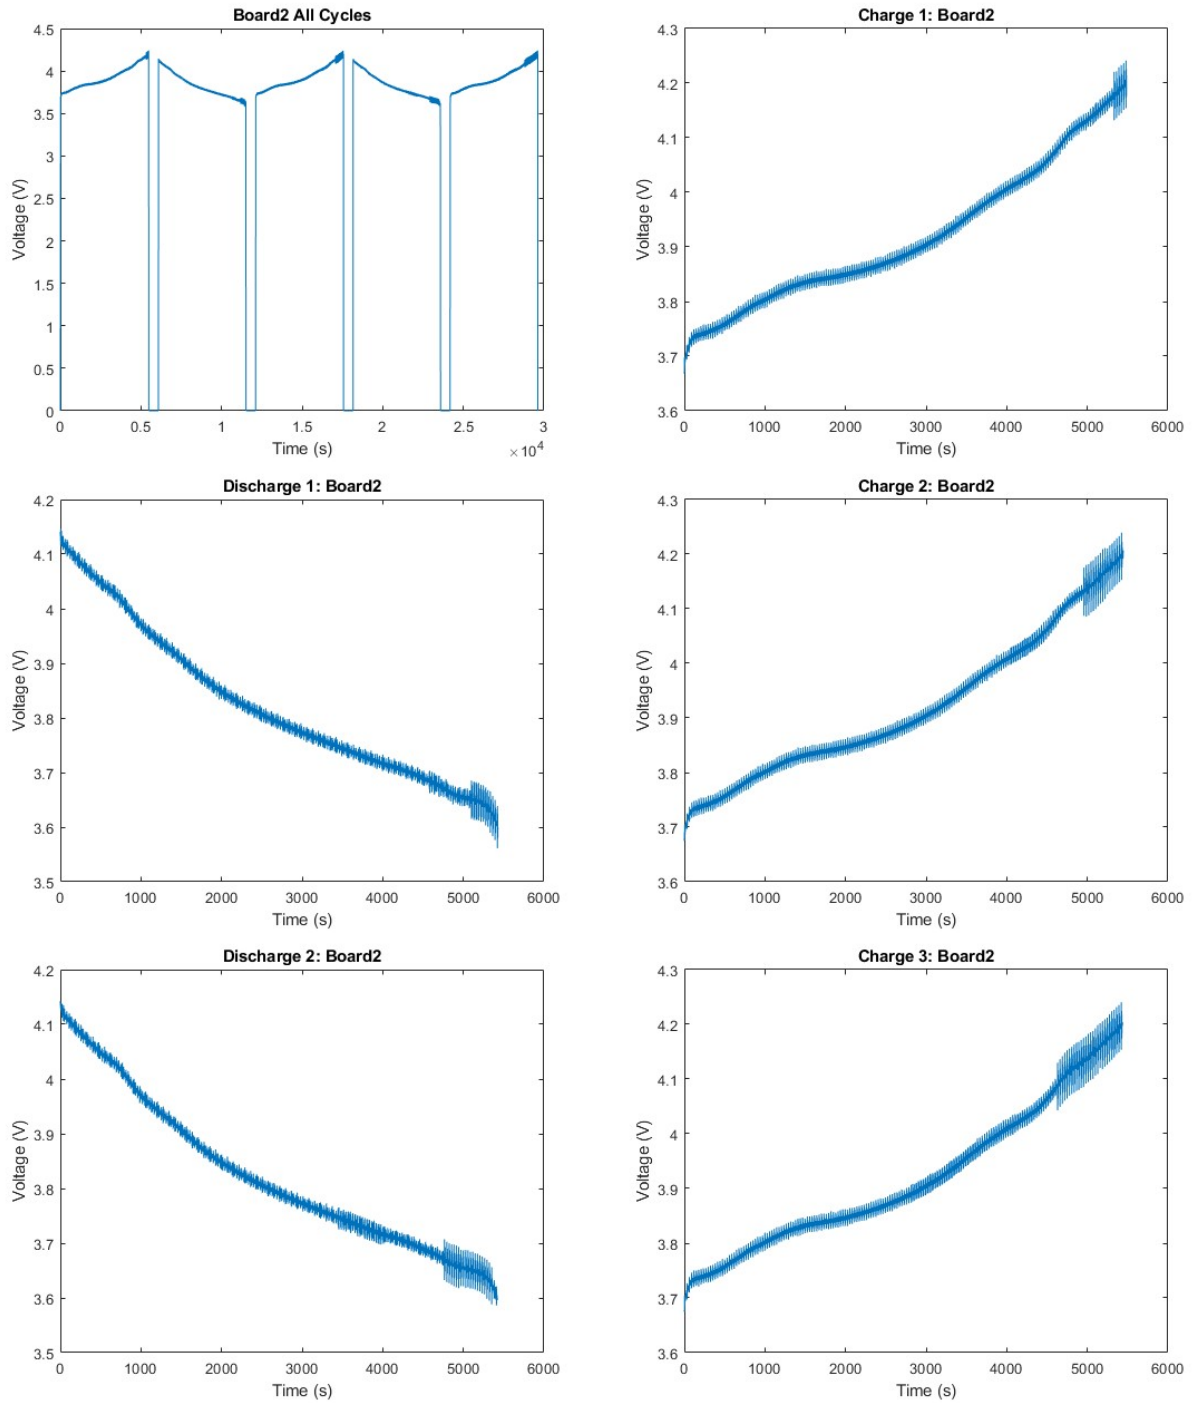 Board2 All Cycles
4.5
4
3.5
3
2.5
2
1.5
1
0.5
0
Voltage (V)
0 0.5 1 1.5 2 2.5 3
Time (s)
×10⁴
Charge 1: Board2
4.3
4.2
4.1
4
3.9
3.8
3.7
3.6
Voltage (V)
0 1000 2000 3000 4000 5000 6000
Time (s)
Discharge 1: Board2
4.2
4.1
4
3.9
3.8
3.7
3.6
3.5
Voltage (V)
0 1000 2000 3000 4000 5000 6000
Time (s)
Charge 2: Board2
4.3
4.2
4.1
4
3.9
3.8
3.7
3.6
Voltage (V)
0 1000 2000 3000 4000 5000 6000
Time (s)
Discharge 2: Board2
4.2
4.1
4
3.9
3.8
3.7
3.6
3.5
Voltage (V)
0 1000 2000 3000 4000 5000 6000
Time (s)
Charge 3: Board2
4.3
4.2
4.1
4
3.9
3.8
3.7
3.6
Voltage (V)
0 1000 2000 3000 4000 5000 6000
Time (s)